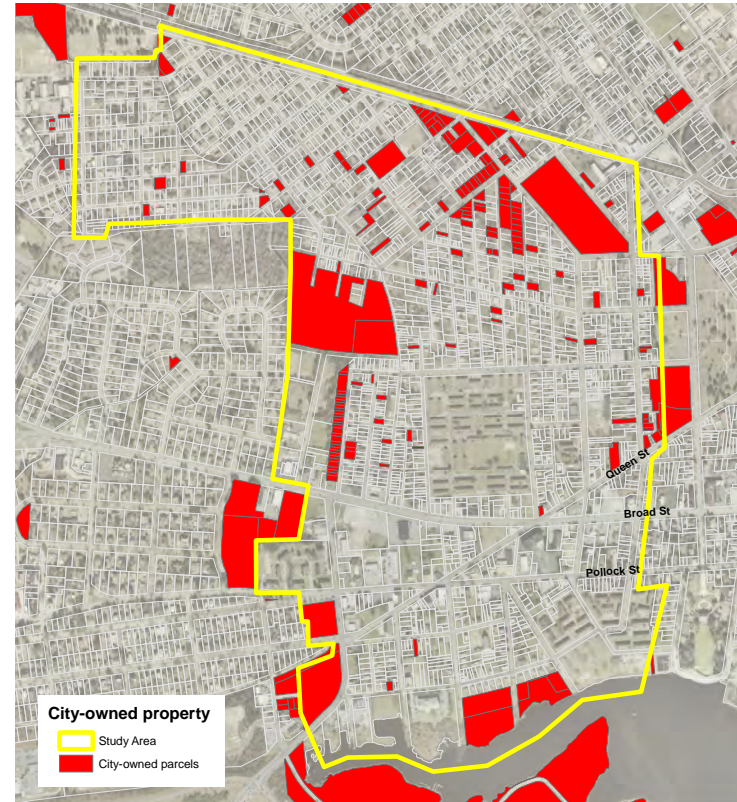 Queen St
Broad St
Pollock St
City-owned property
Study Area
City-owned parcels